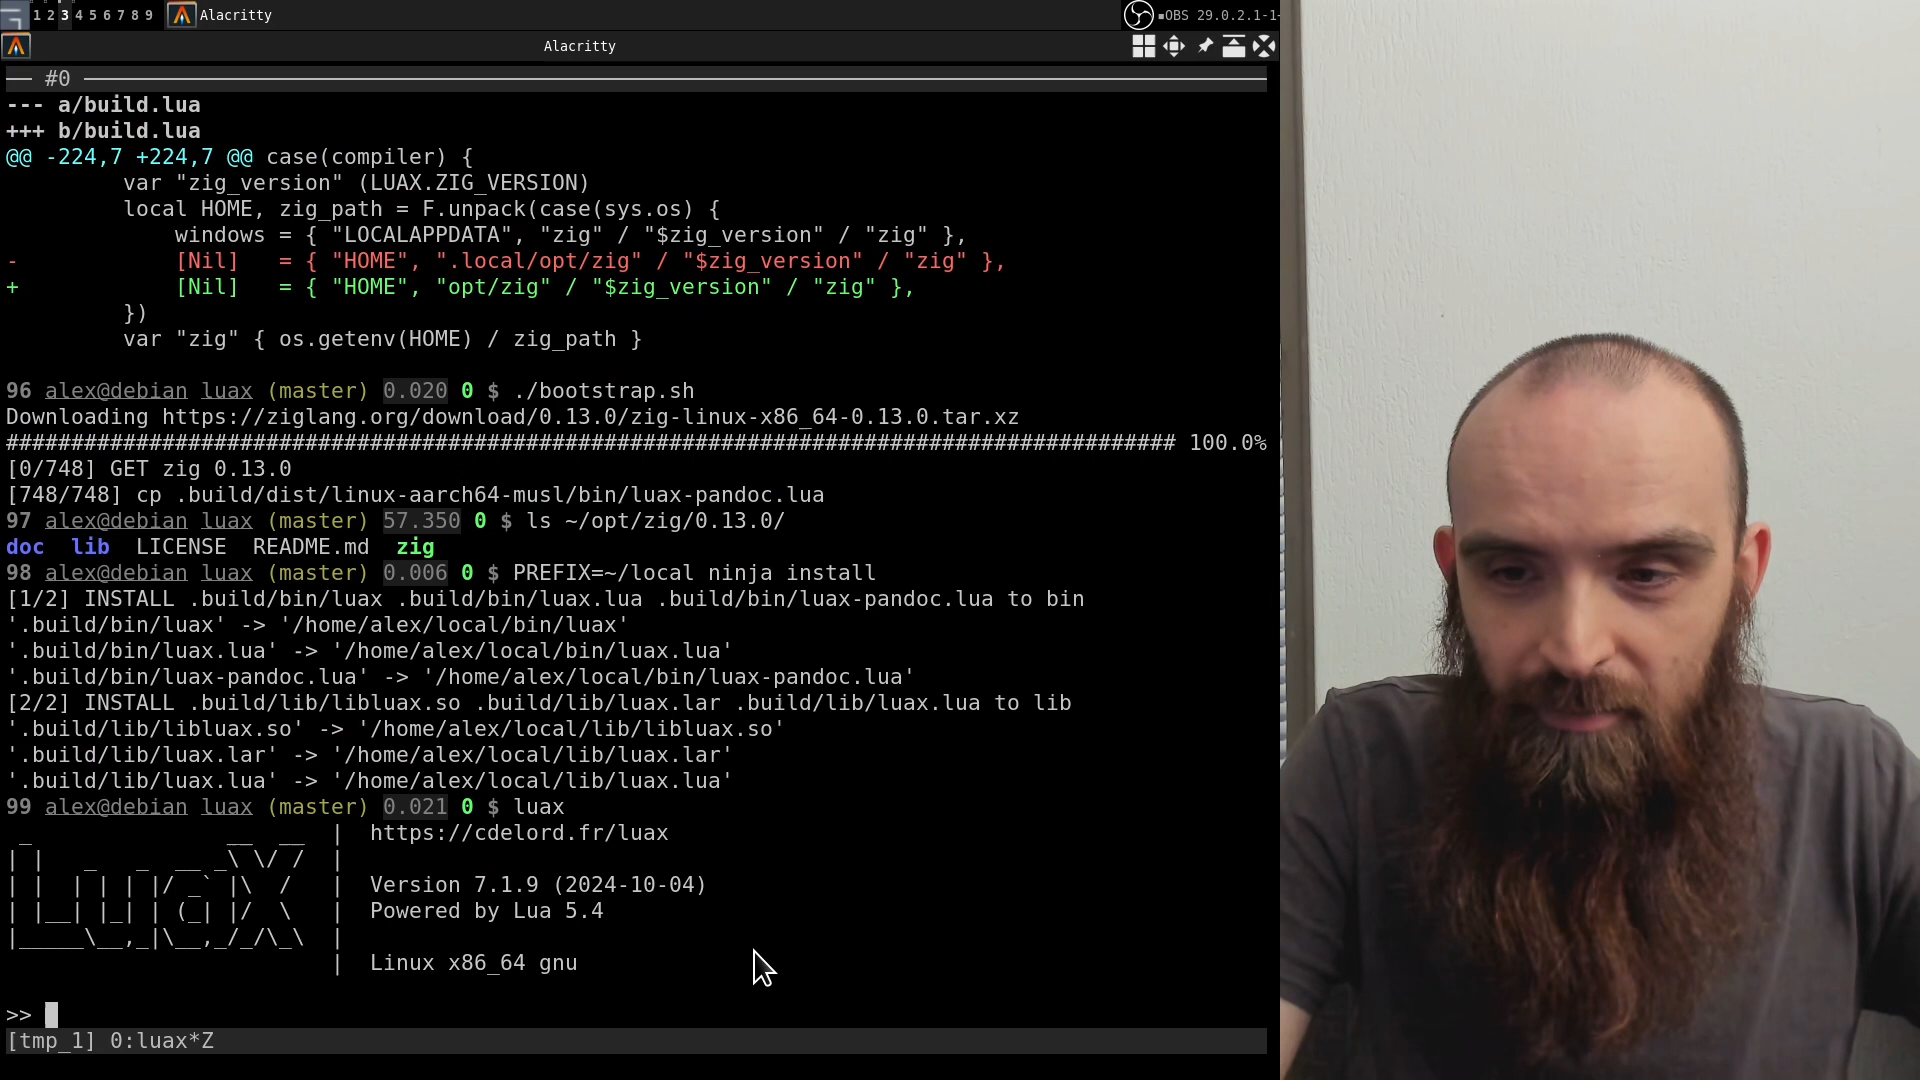 1 2 3 4 5 6 7 8 9 Alacritty OBS 29.0.2.1-1-
Alacritty
#0
--- a/build.lua
+++ b/build.lua
@@ -224,7 +224,7 @@ case(compiler) {
         var "zig_version" (LUAX.ZIG_VERSION)
         local HOME, zig_path = F.unpack(case(sys.os) {
             windows = { "LOCALAPPDATA", "zig" / "$zig_version" / "zig" },
-            [Nil]   = { "HOME", ".local/opt/zig" / "$zig_version" / "zig" },
+            [Nil]   = { "HOME", "opt/zig" / "$zig_version" / "zig" },
         })
         var "zig" { os.getenv(HOME) / zig_path }
96 alex@debian luax (master) 0.020 0 $ ./bootstrap.sh
Downloading https://ziglang.org/download/0.13.0/zig-linux-x86_64-0.13.0.tar.xz
########################################################################################## 100.0%
[0/748] GET zig 0.13.0
[748/748] cp .build/dist/linux-aarch64-musl/bin/luax-pandoc.lua
97 alex@debian luax (master) 57.350 0 $ ls ~/opt/zig/0.13.0/
doc  lib  LICENSE  README.md  zig
98 alex@debian luax (master) 0.006 0 $ PREFIX=~/local ninja install
[1/2] INSTALL .build/bin/luax .build/bin/luax.lua .build/bin/luax-pandoc.lua to bin
'.build/bin/luax' -> '/home/alex/local/bin/luax'
'.build/bin/luax.lua' -> '/home/alex/local/bin/luax.lua'
'.build/bin/luax-pandoc.lua' -> '/home/alex/local/bin/luax-pandoc.lua'
[2/2] INSTALL .build/lib/libluax.so .build/lib/luax.lar .build/lib/luax.lua to lib
'.build/lib/libluax.so' -> '/home/alex/local/lib/libluax.so'
'.build/lib/luax.lar' -> '/home/alex/local/lib/luax.lar'
'.build/lib/luax.lua' -> '/home/alex/local/lib/luax.lua'
99 alex@debian luax (master) 0.021 0 $ luax
 _               __  __  |  https://cdelord.fr/luax
| |   _   _  __ _\ \/ /  |
| |  | | | |/ _` |\  /   |  Version 7.1.9 (2024-10-04)
| |__| |_| | (_| |/  \   |  Powered by Lua 5.4
|_____\__,_|\__,_/_/\_\  |
                         |  Linux x86_64 gnu
>>
[tmp_1] 0:luax*Z